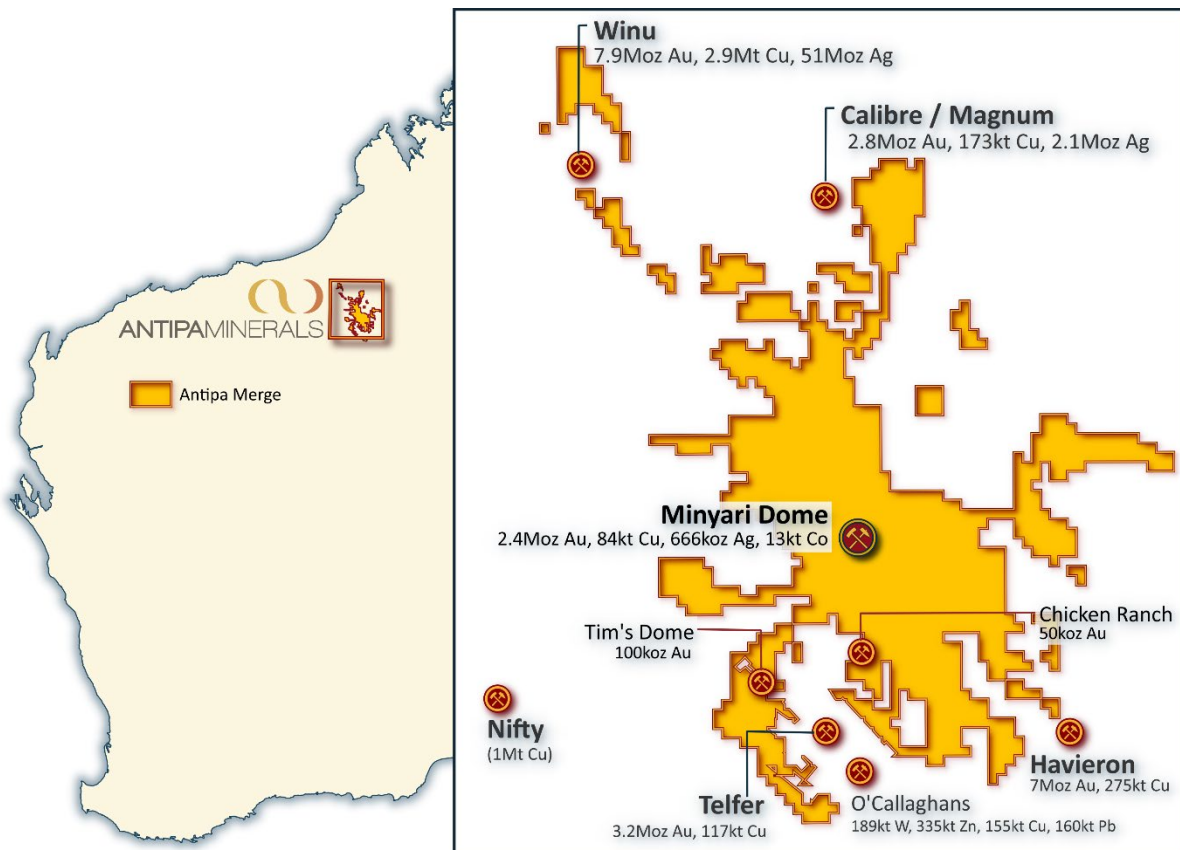 Winu
7.9Moz Au, 2.9Mt Cu, 51Moz Ag
Calibre / Magnum
2.8Moz Au, 173kt Cu, 2.1Moz Ag
ANTIPAMINERALS
Antipa Merge
Minyari Dome
2.4Moz Au, 84kt Cu, 666koz Ag, 13kt Co
Tim's Dome
100koz Au
Chicken Ranch
50koz Au
Nifty
(1Mt Cu)
Telfer
3.2Moz Au, 117kt Cu
O'Callaghans
189kt W, 335kt Zn, 155kt Cu, 160kt Pb
Havieron
7Moz Au, 275kt Cu